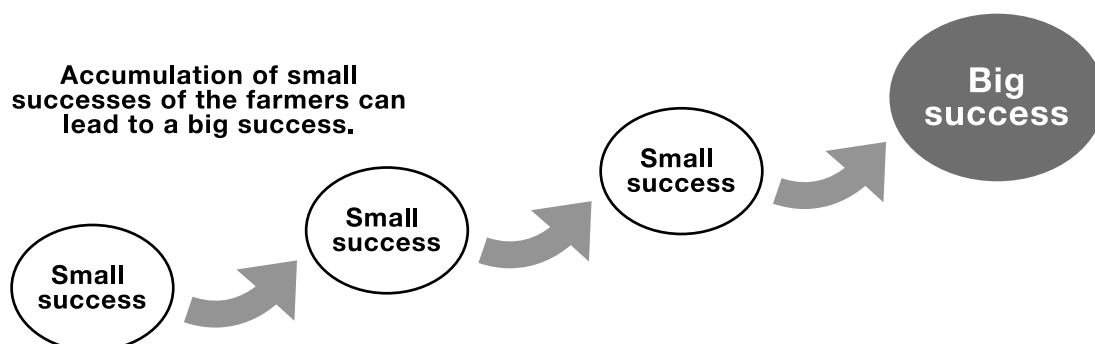 Accumulation of small
successes of the farmers can
lead to a big success.
Small
success
Small
success
Small
success
Big
success